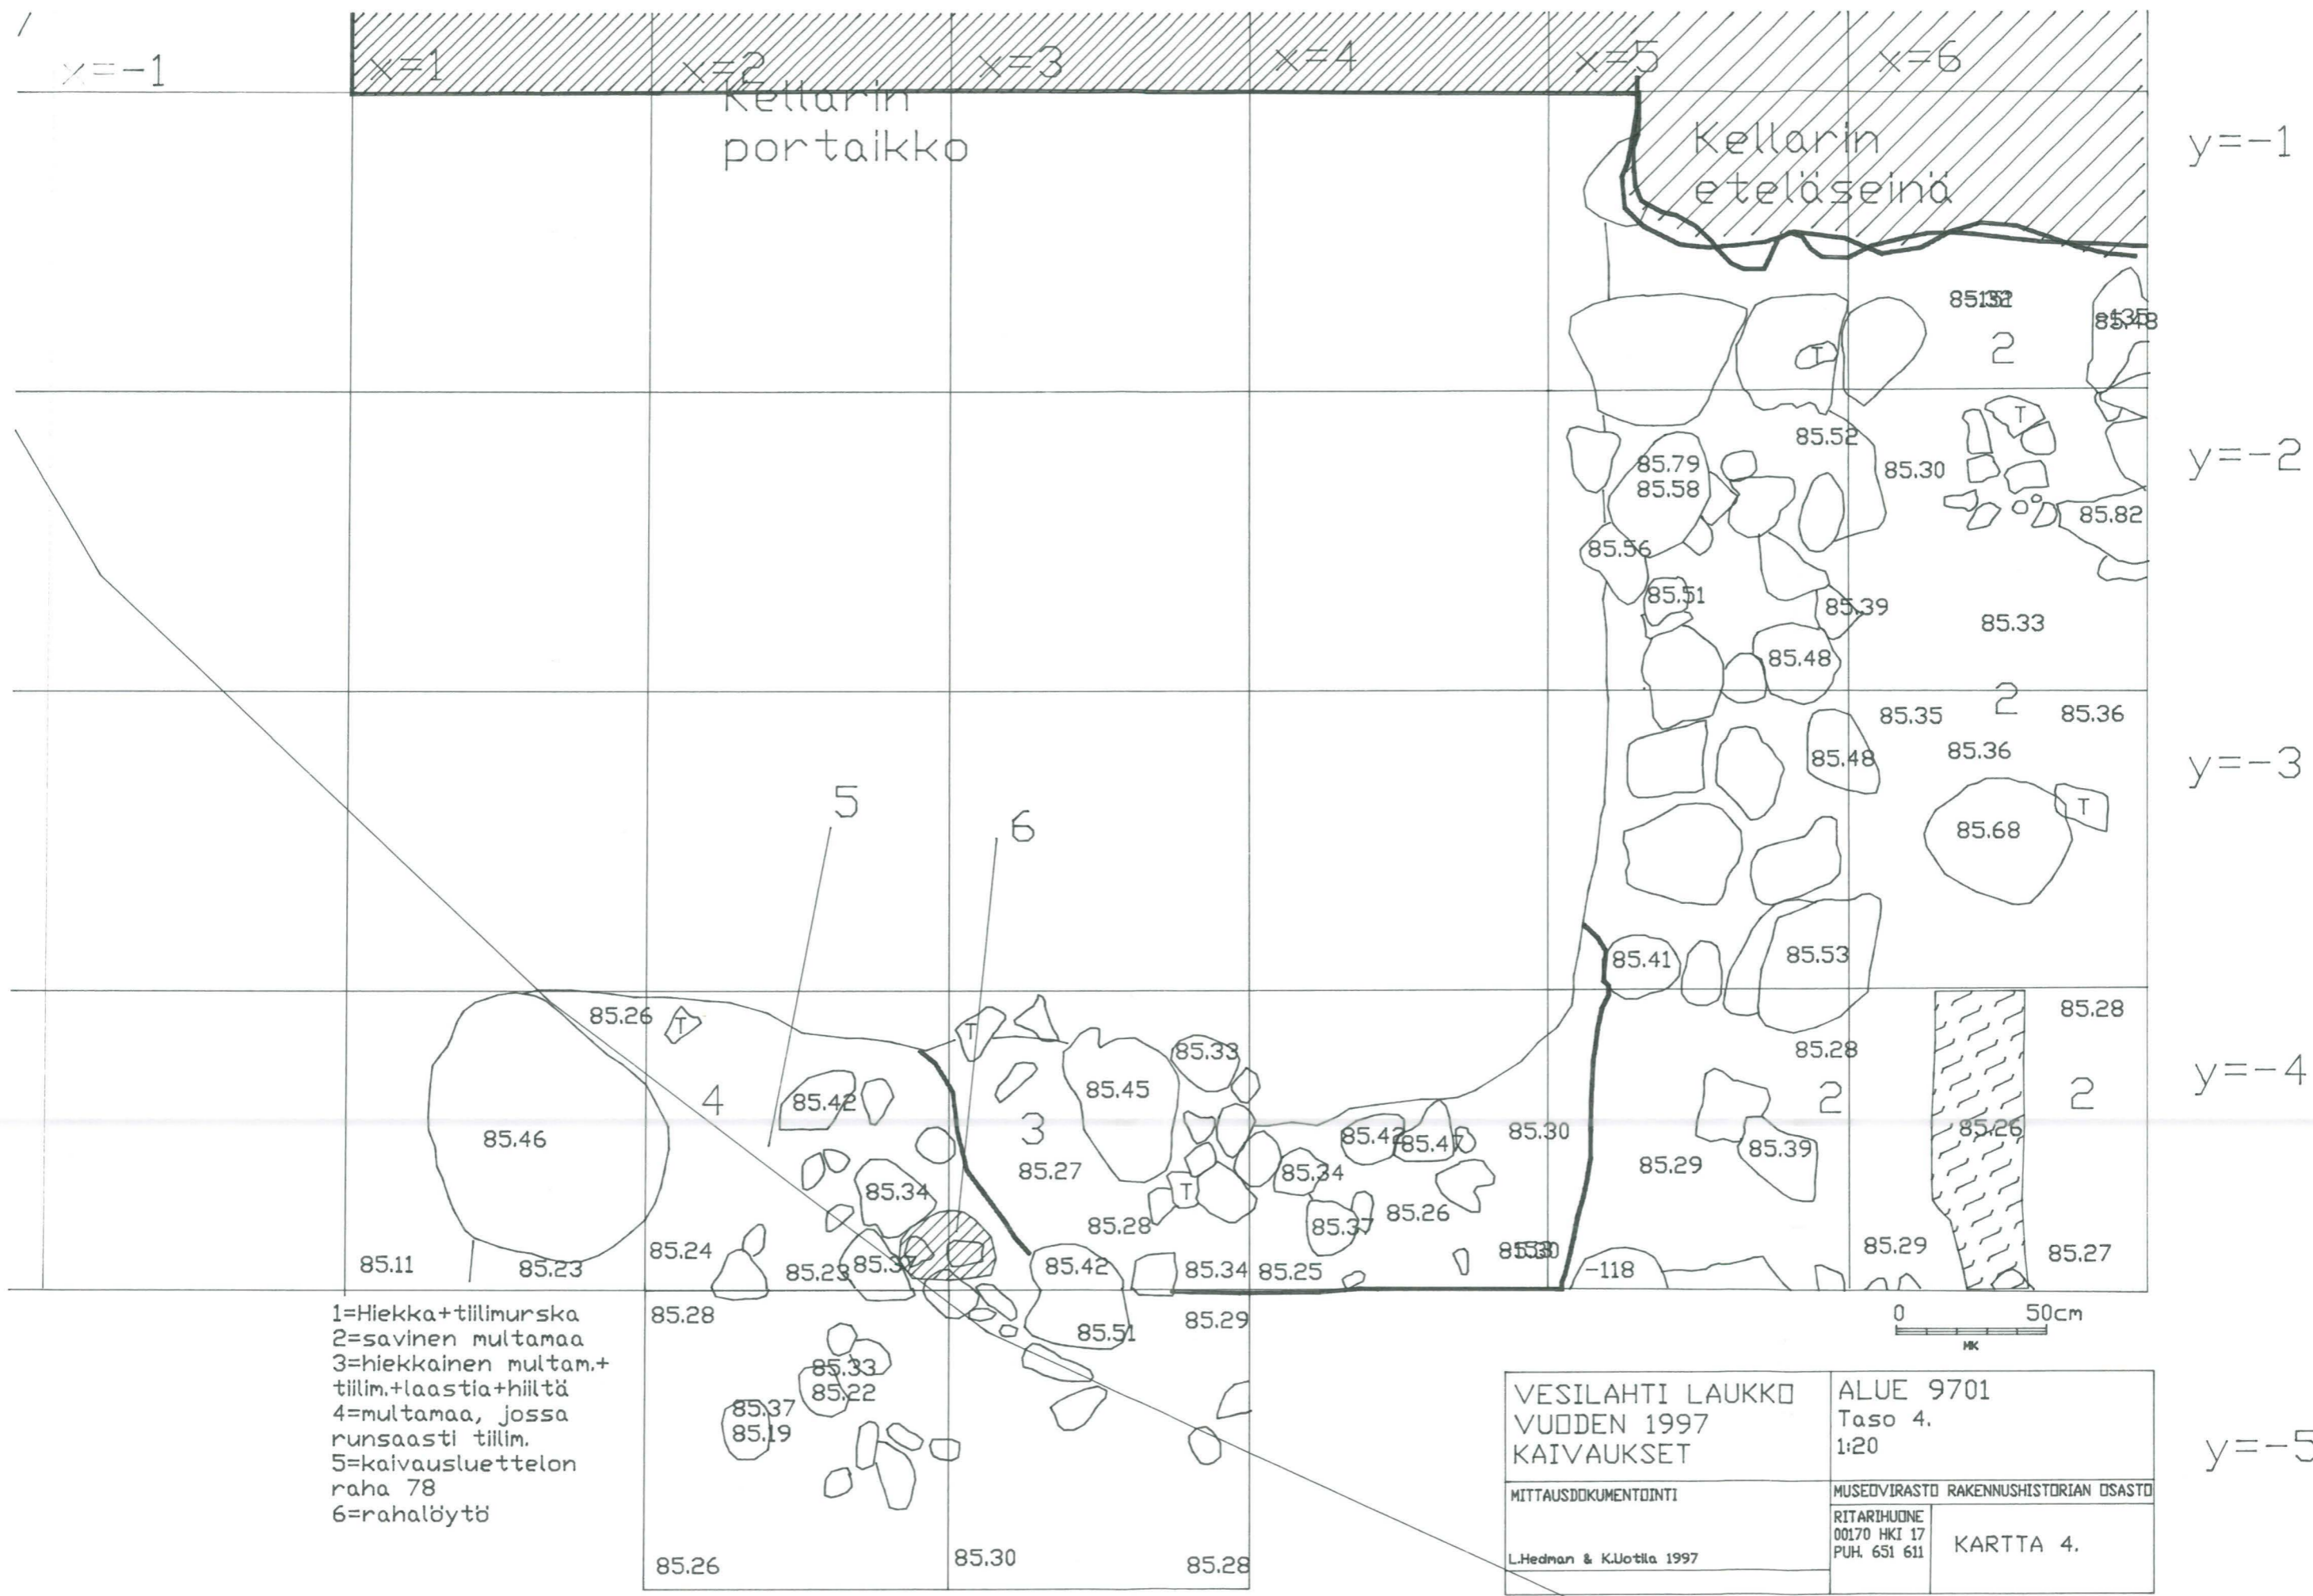 x=-1
x=1
x=2
x=3
x=4
x=5
x=6
Kellarin
portaikko
Kellarin
eteläseinä
y=-1
2
T
T
85.52
y=-2
85.79
85.58
85.30
85.82
85.56
85.51
85.39
85.33
85.48
2
85.35
85.36
85.36
85.48
y=-3
5
6
85.68
T
85.41
85.53
85.26
T
T
85.28
85.33
85.28
85.45
y=-4
4
85.42
2
2
3
85.46
85.42
85.47
85.30
85.26
85.27
85.34
85.29
85.39
85.34
T
85.28
85.37
85.26
85.11
85.23
85.24
85.23
85.37
85.42
85.34
85.25
-118
85.29
85.27
85.28
85.51
85.29
0 50cm
MK
1=Hiekka+tiilimurska
2=savinen multamaa
3=hiekkainen multam.+
tiilim.+laastia+hiiltä
4=multamaa, jossa
runsaasti tiilim.
5=kaivausluettelon
raha 78
6=rahalöytö
85.33
85.22
85.37
85.19
85.26
85.30
85.28
VESILAHTI LAUKKO
VUODEN 1997
KAIVAUKSET
ALUE 9701
Taso 4.
1:20
y=-5
MITTAUSDOKUMENTOINTI
L.Hedman & K.Uotila 1997
MUSEOVIRASTO RAKENNUSHISTORIAN OSASTO
RITARIHUONE
00170 HKI 17
PUH. 651 611
KARTTA 4.